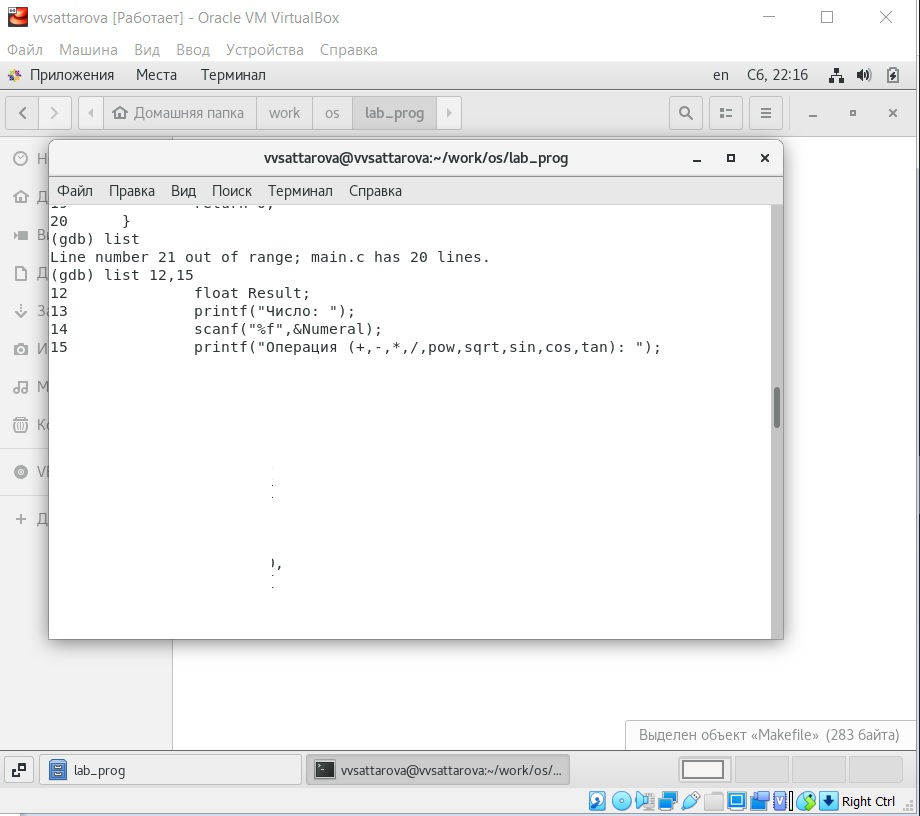 vvsattarova [Работает] - Oracle VM VirtualBox
Файл Машина Вид Ввод Устройства Справка
Приложения Места Терминал en Сб, 22:16
Домашняя папка work os lab_prog
vvsattarova@vvsattarova:~/work/os/lab_prog
Файл Правка Вид Поиск Терминал Справка
20 }
(gdb) list
Line number 21 out of range; main.c has 20 lines.
(gdb) list 12,15
12 float Result;
13 printf("Число: ");
14 scanf("%f",&Numeral);
15 printf("Операция (+,-,*,/,pow,sqrt,sin,cos,tan): ");
Выделен объект «Makefile» (283 байта)
lab_prog vvsattarova@vvsattarova:~/work/os/...
Right Ctrl